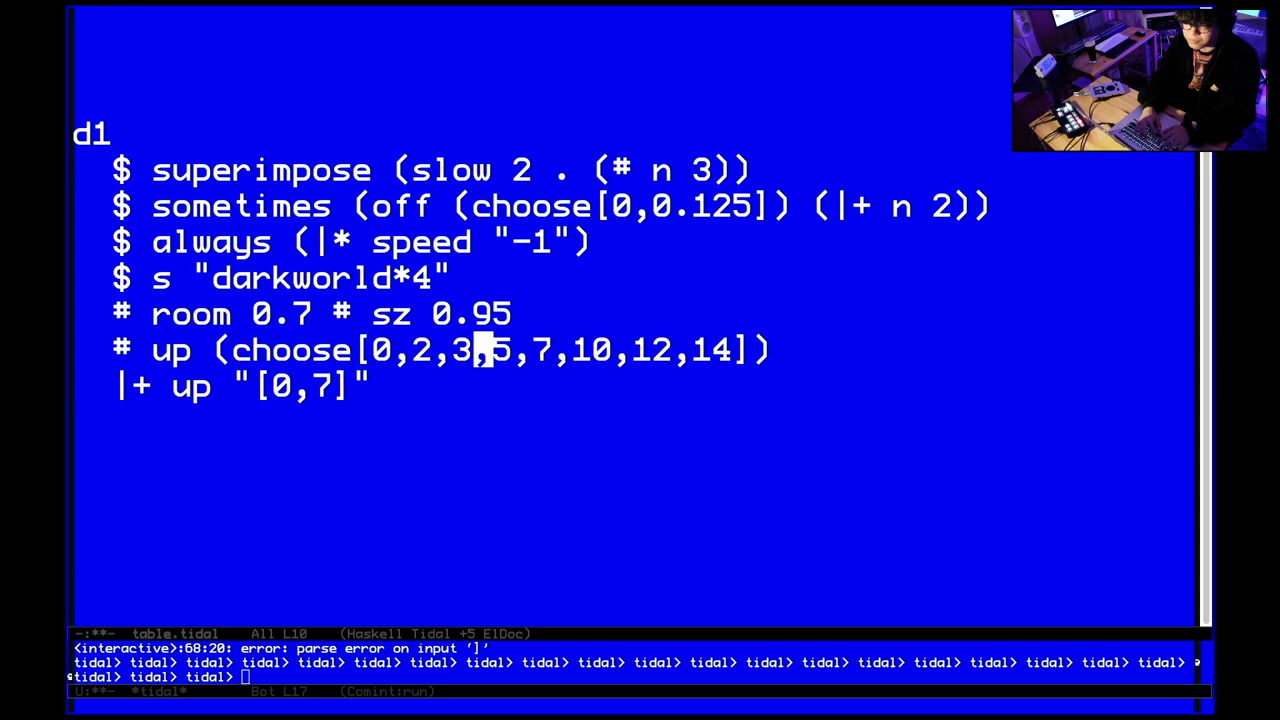 d1
$ superimpose (slow 2 . (# n 3))
$ sometimes (off (choose[0,0.125]) (|+ n 2))
$ always (|* speed "-1")
$ s "darkworld*4"
# room 0.7 # sz 0.95
# up (choose[0,2,3,5,7,10,12,14])
|+ up "[0,7]"
-:**- table.tidal All L10 (Haskell Tidal +5 ElDoc)
<interactive>:68:20: error: parse error on input ']'
tidal> tidal> tidal> tidal> tidal> tidal> tidal> tidal> tidal> tidal> tidal> tidal> tidal> tidal> tidal> tidal> tidal> tidal> tidal> tidal>
tidal> tidal> tidal>
U:**- *tidal* Bot L17 (Comint:run)